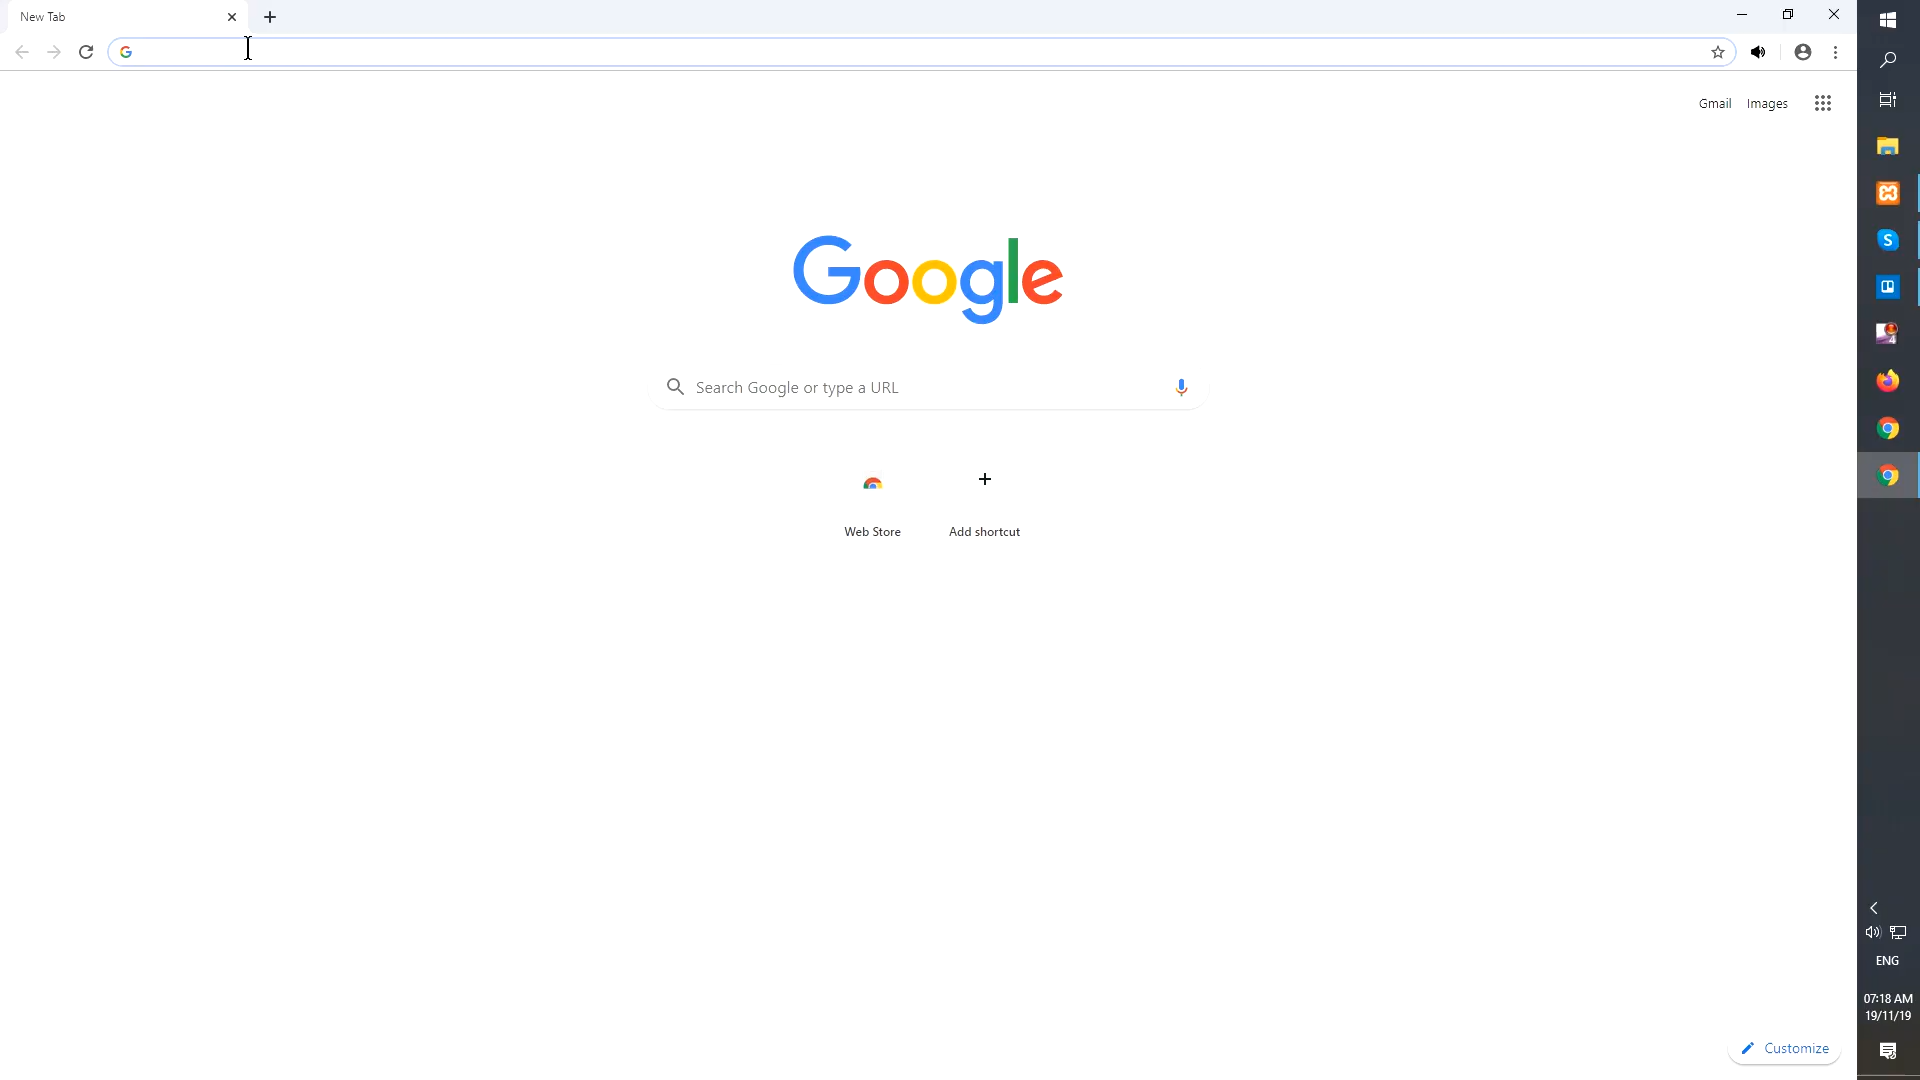 New Tab
Gmail Images
Google
Search Google or type a URL
Web Store
Add shortcut
S
4
ENG
07:18 AM
19/11/19
Customize